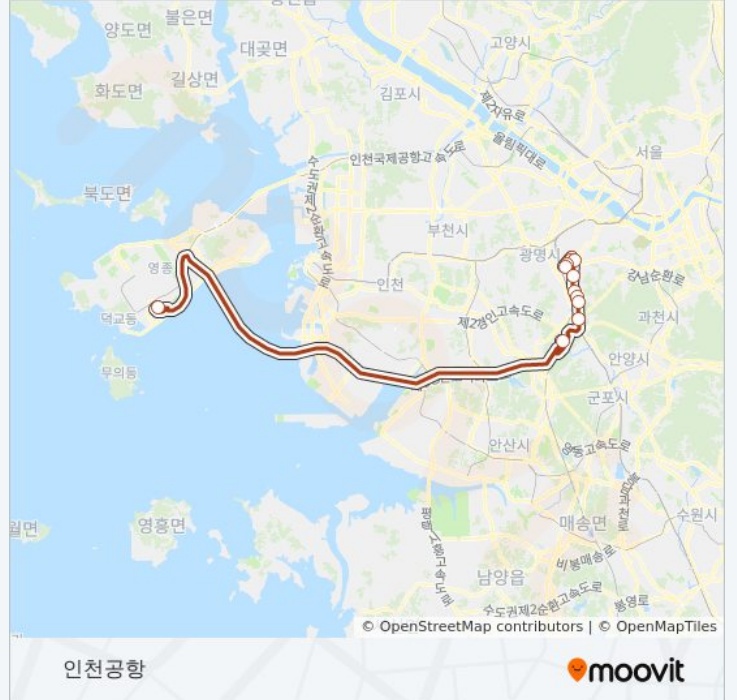 불은면
양도면
대곶면
고양시
길상면
화도면
김포시
제2자유로
올림픽대로
서울
인천국제공항고속도로
수도권제2순환고속도로
북도면
부천시
광명시
영종
강남순환로
인천
덕교동
제2경인고속도로
과천시
안양시
무의동
군포시
안산시
영동고속도로
매송면
수원시
영흥면
평택시흥고속도로
비봉매송로
남양읍
수도권제2순환고속도로
봉영로
© OpenStreetMap contributors | © OpenMapTiles
인천공항
moovit